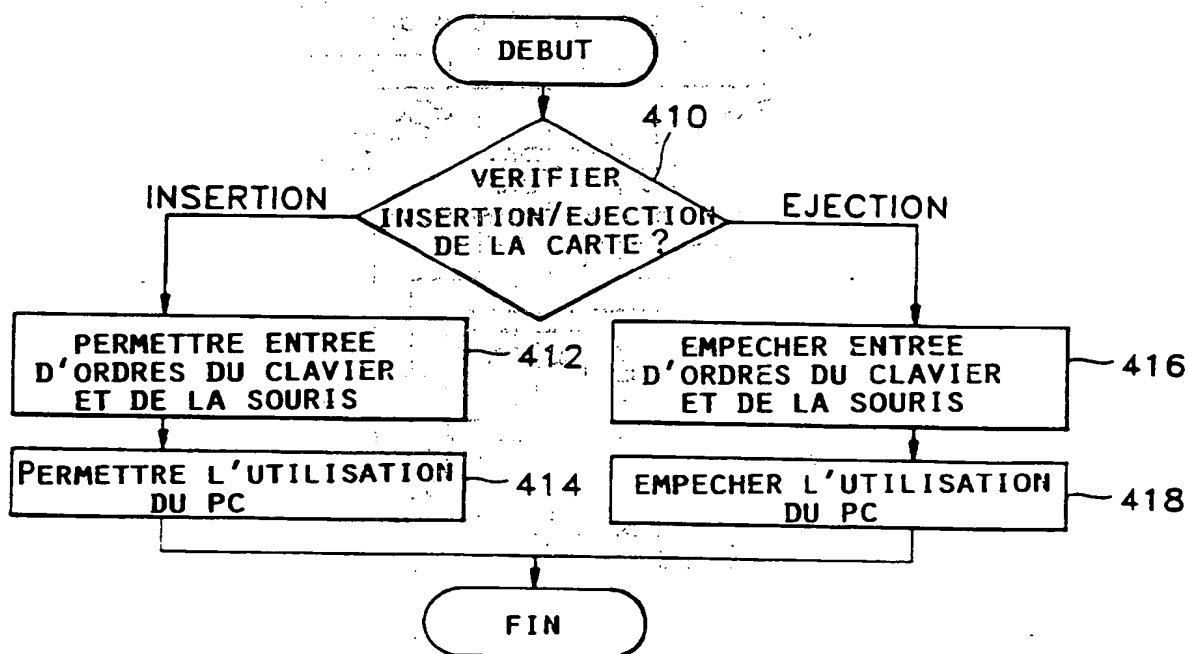 DEBUT
410
VERIFIER
INSERTION/EJECTION
DE LA CARTE ?
INSERTION
EJECTION
PERMETTRE ENTREE
D'ORDRES DU CLAVIER
ET DE LA SOURIS
412
EMPECHER ENTREE
D'ORDRES DU CLAVIER
ET DE LA SOURIS
416
PERMETTRE L'UTILISATION
DU PC
414
EMPECHER L'UTILISATION
DU PC
418
FIN